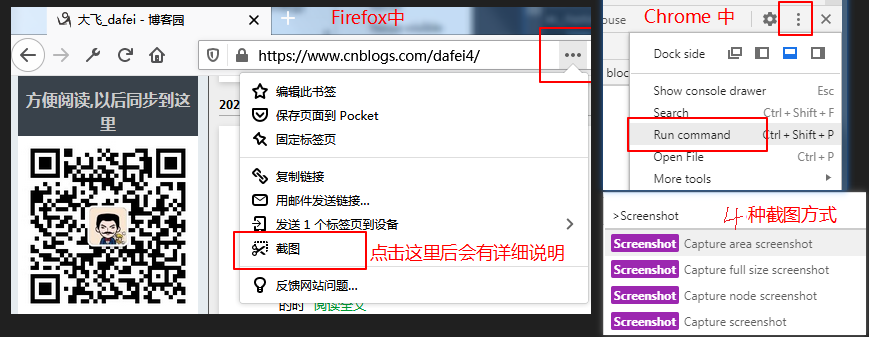 大飞_dafei - 博客园
Firefox中
https://www.cnblogs.com/dafei4/
方便阅读,以后同步到这
里
202
编辑此书签
保存页面到 Pocket
固定标签页
复制链接
用邮件发送链接...
发送 1 个标签页到设备
截图
点击这里后会有详细说明
反馈网站问题...
的的 阅读全文
ouse
Chrome 中
Dock side
bloc
Show console drawer Esc
Search Ctrl + Shift + F
Run command Ctrl + Shift + P
Open File Ctrl + P
More tools
>Screenshot
4种截图方式
Screenshot Capture area screenshot
Screenshot Capture full size screenshot
Screenshot Capture node screenshot
Screenshot Capture screenshot